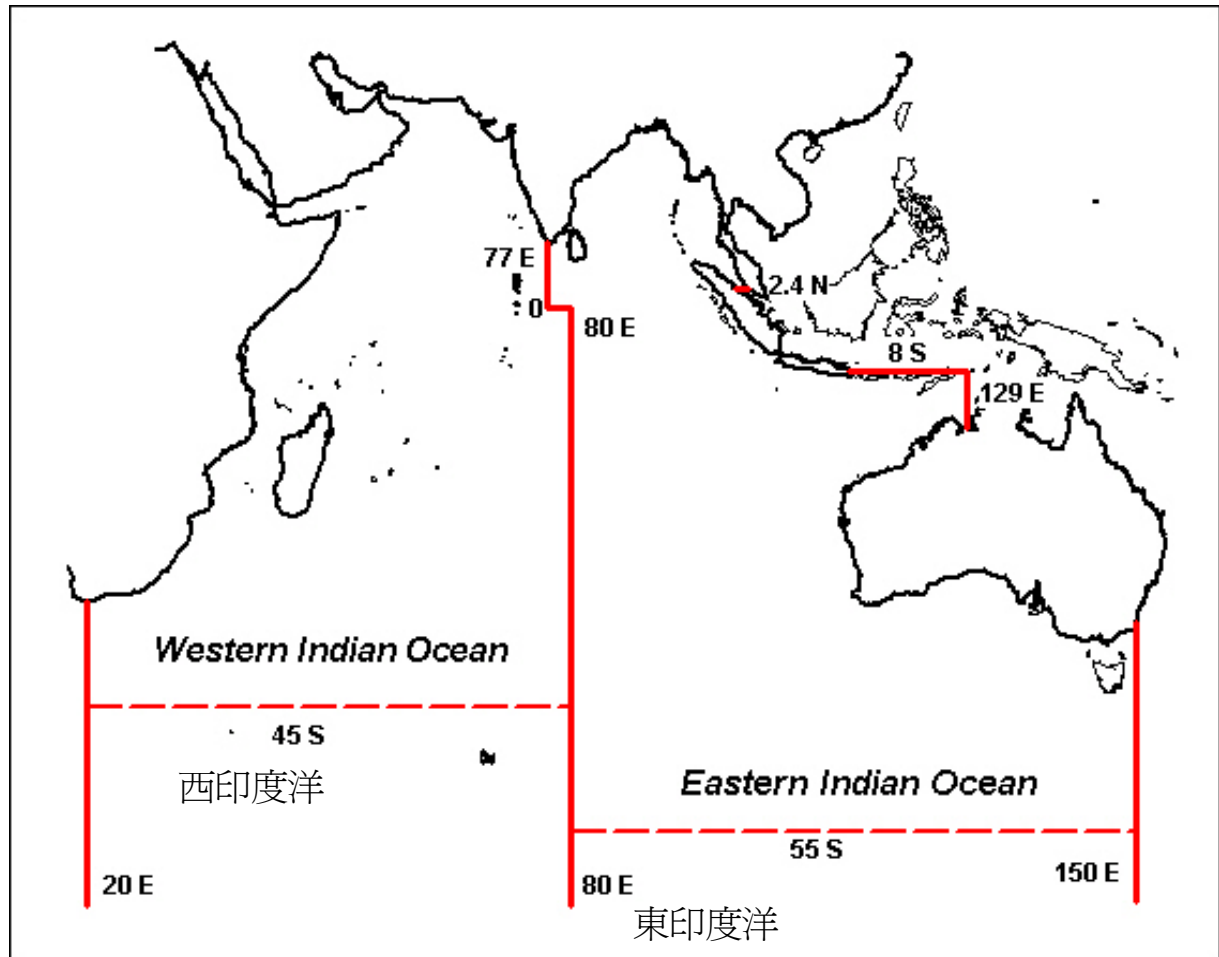 77 E
2.4 N
0
80 E
8 S
129 E
Western Indian Ocean
45 S
西印度洋
Eastern Indian Ocean
55 S
20 E
80 E
150 E
東印度洋